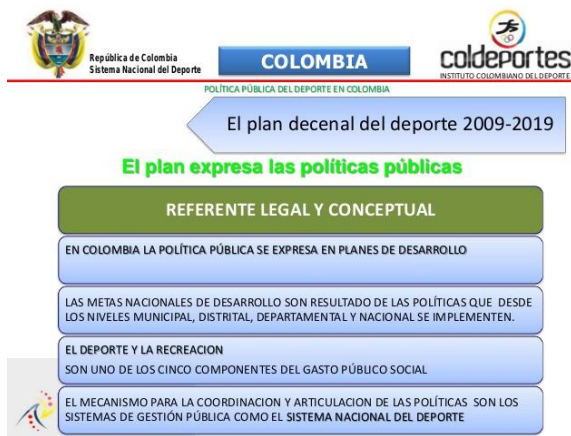 República de Colombia
Sistema Nacional del Deporte
COLOMBIA
coldeportes
INSTITUTO COLOMBIANO DEL DEPORTE
POLÍTICA PÚBLICA DEL DEPORTE EN COLOMBIA
El plan decenal del deporte 2009-2019
El plan expresa las políticas públicas
REFERENTE LEGAL Y CONCEPTUAL
EN COLOMBIA LA POLÍTICA PÚBLICA SE EXPRESA EN PLANES DE DESARROLLO
LAS METAS NACIONALES DE DESARROLLO SON RESULTADO DE LAS POLÍTICAS QUE DESDE
LOS NIVELES MUNICIPAL, DISTRITAL, DEPARTAMENTAL Y NACIONAL SE IMPLEMENTEN.
EL DEPORTE Y LA RECREACION
SON UNO DE LOS CINCO COMPONENTES DEL GASTO PÚBLICO SOCIAL
EL MECANISMO PARA LA COORDINACION Y ARTICULACION DE LAS POLÍTICAS SON LOS
SISTEMAS DE GESTIÓN PÚBLICA COMO EL SISTEMA NACIONAL DEL DEPORTE